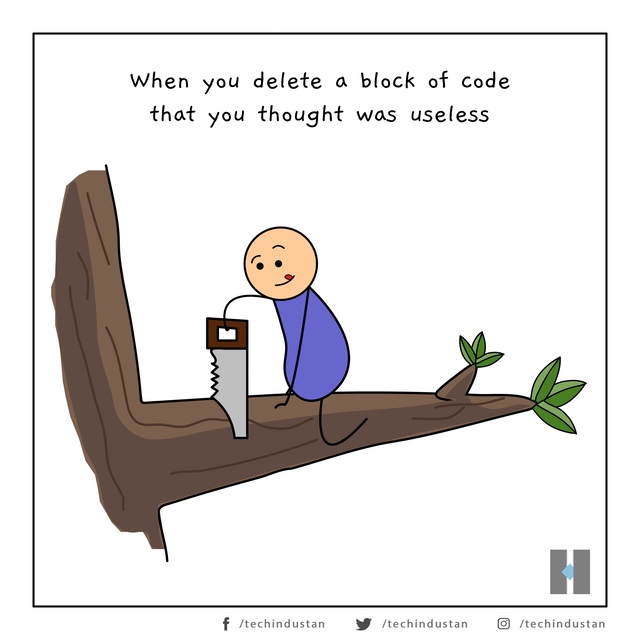 When you delete a block of code
that you thought was useless
/techindustan /techindustan /techindustan